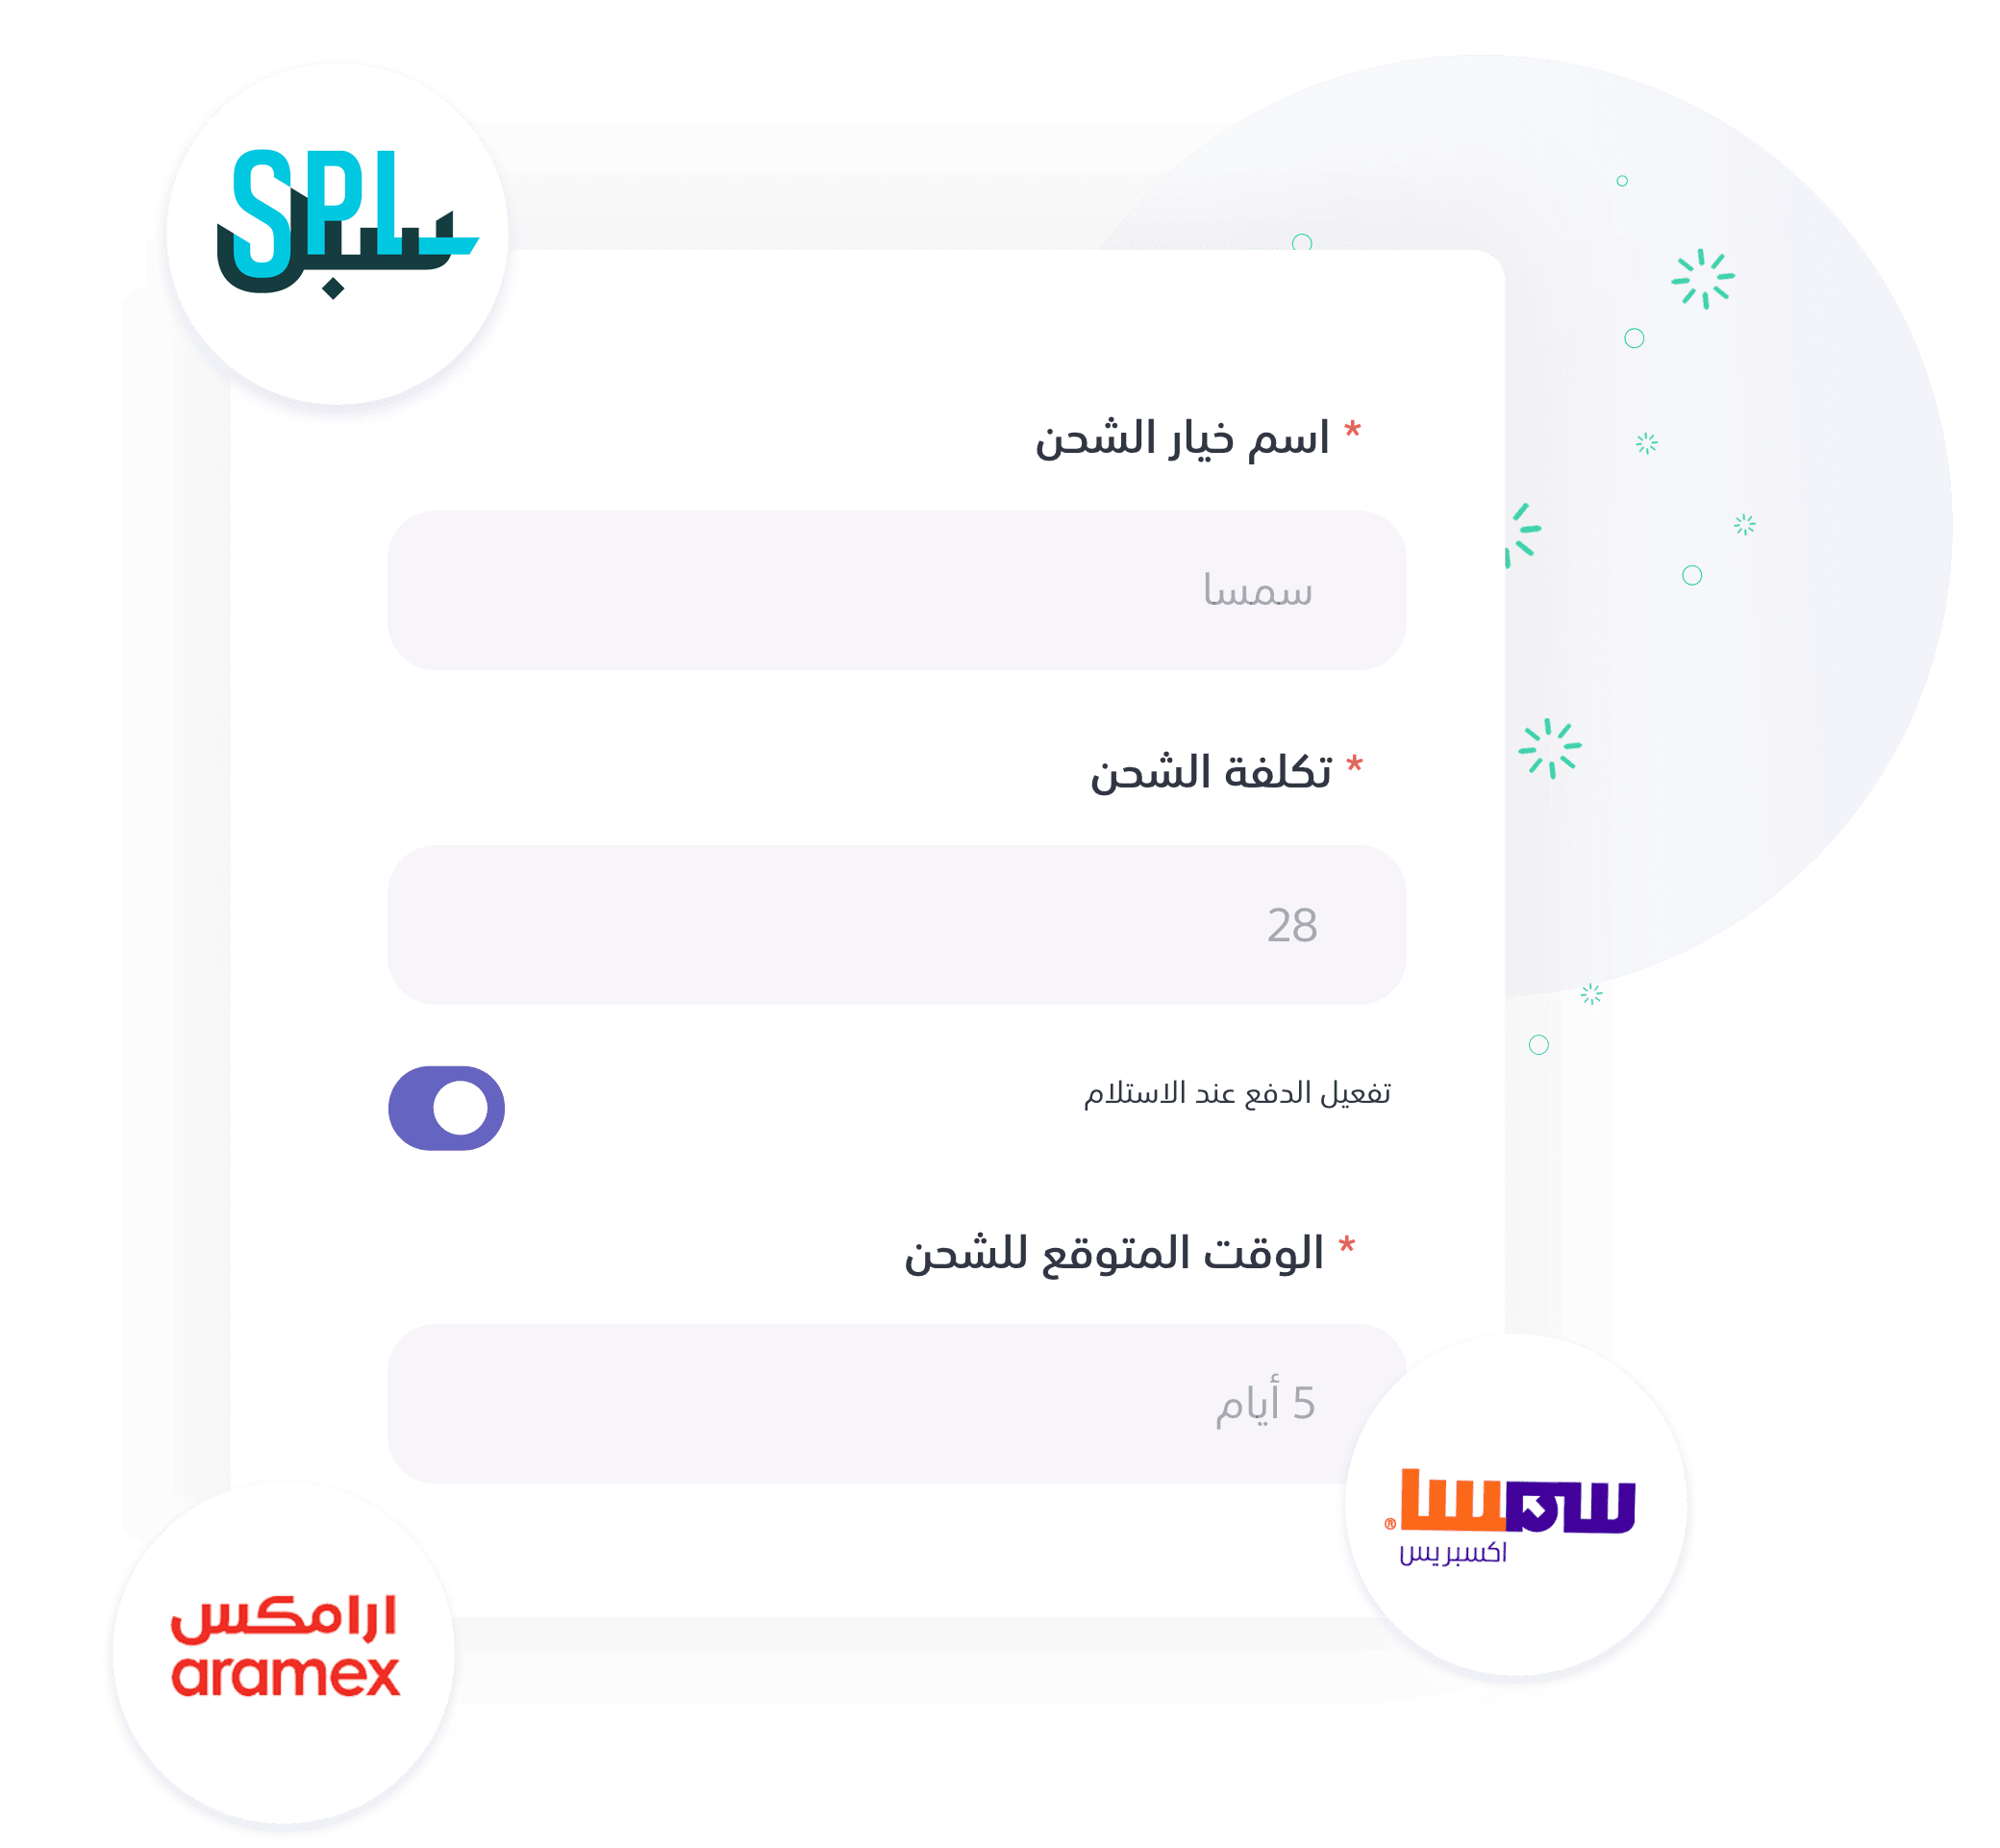 SPL
سبل
* اسم خيار الشحن
سمسا
* تكلفة الشحن
28
تفعيل الدفع عند الاستلام
* الوقت المتوقع للشحن
5 أيام
سمسا
اكسبريس
®
ارامكس
aramex